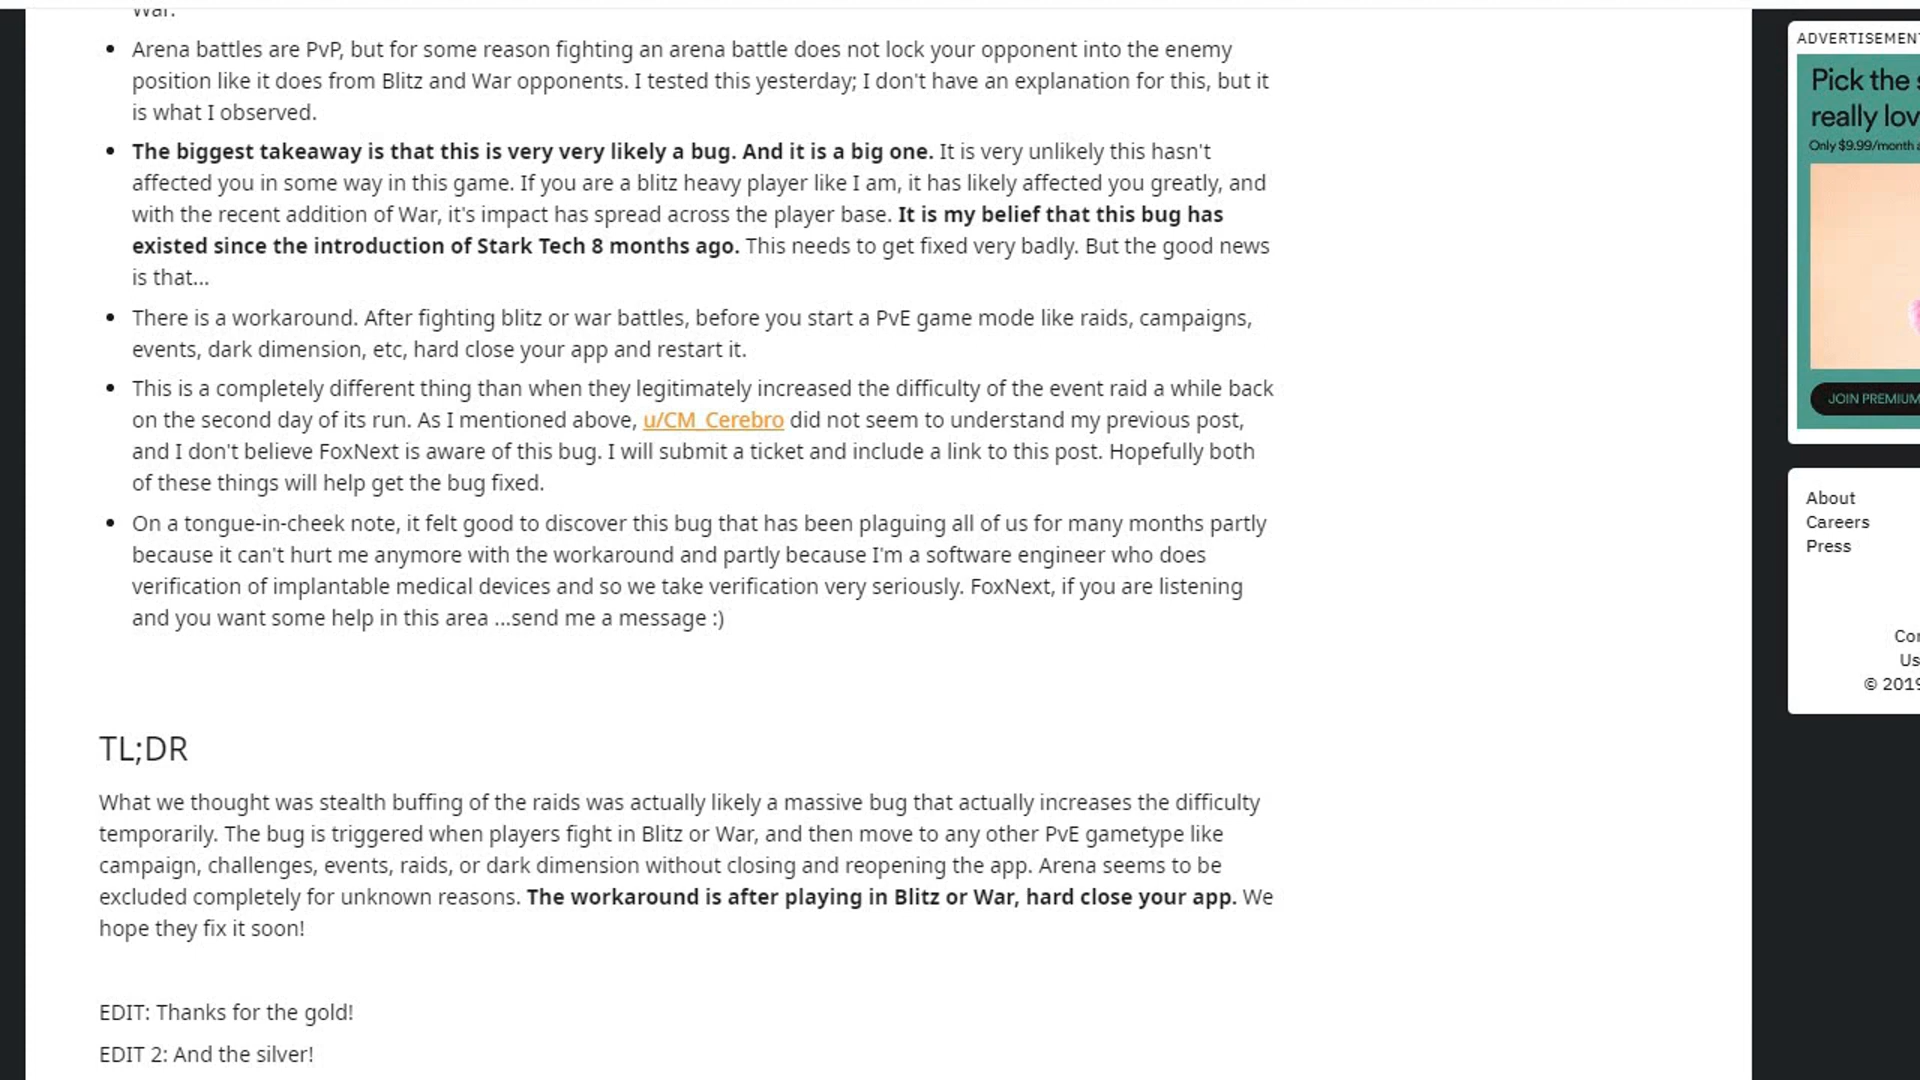 War.
• Arena battles are PvP, but for some reason fighting an arena battle does not lock your opponent into the enemy
position like it does from Blitz and War opponents. I tested this yesterday; I don't have an explanation for this, but it
is what I observed.
• The biggest takeaway is that this is very very likely a bug. And it is a big one. It is very unlikely this hasn't
affected you in some way in this game. If you are a blitz heavy player like I am, it has likely affected you greatly, and
with the recent addition of War, it's impact has spread across the player base. It is my belief that this bug has
existed since the introduction of Stark Tech 8 months ago. This needs to get fixed very badly. But the good news
is that...
• There is a workaround. After fighting blitz or war battles, before you start a PvE game mode like raids, campaigns,
events, dark dimension, etc, hard close your app and restart it.
• This is a completely different thing than when they legitimately increased the difficulty of the event raid a while back
on the second day of its run. As I mentioned above, u/CM_Cerebro did not seem to understand my previous post,
and I don't believe FoxNext is aware of this bug. I will submit a ticket and include a link to this post. Hopefully both
of these things will help get the bug fixed.
• On a tongue-in-cheek note, it felt good to discover this bug that has been plaguing all of us for many months partly
because it can't hurt me anymore with the workaround and partly because I'm a software engineer who does
verification of implantable medical devices and so we take verification very seriously. FoxNext, if you are listening
and you want some help in this area ...send me a message :)
TL;DR
What we thought was stealth buffing of the raids was actually likely a massive bug that actually increases the difficulty
temporarily. The bug is triggered when players fight in Blitz or War, and then move to any other PvE gametype like
campaign, challenges, events, raids, or dark dimension without closing and reopening the app. Arena seems to be
excluded completely for unknown reasons. The workaround is after playing in Blitz or War, hard close your app. We
hope they fix it soon!
EDIT: Thanks for the gold!
EDIT 2: And the silver!
ADVERTISEMEN
Pick the
really lov
Only $9.99/month
JOIN PREMIUM
About
Careers
Press
Con
Us
© 2019